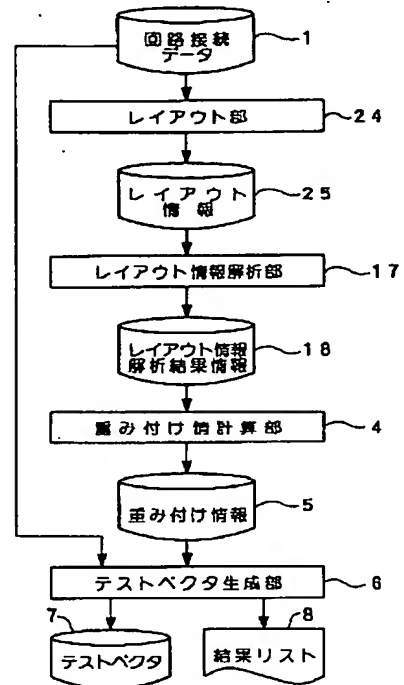 回路接続
データ
1
レイアウト部
24
レイアウト
情報
25
レイアウト情報解析部
17
レイアウト情報
解析結果情報
18
重み付け情計算部
4
重み付け情報
5
テストベクタ生成部
6
7
テストベクタ
8
結果リスト